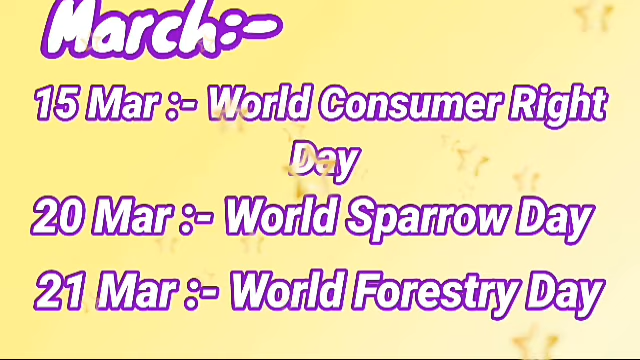 March:-
15 Mar :- World Consumer Right
Day
20 Mar :- World Sparrow Day
21 Mar :- World Forestry Day